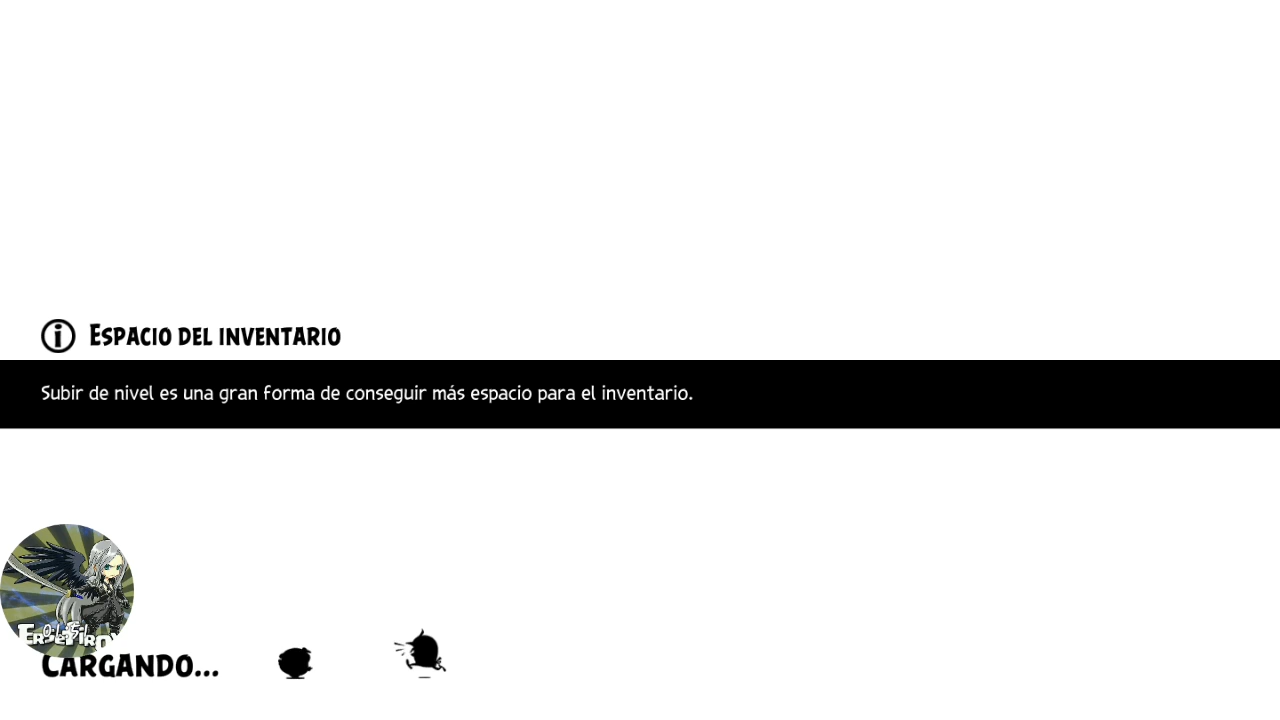 ESPACIO DEL INVENTARIO
Subir de nivel es una gran forma de conseguir más espacio para el inventario.
CARGANDO...